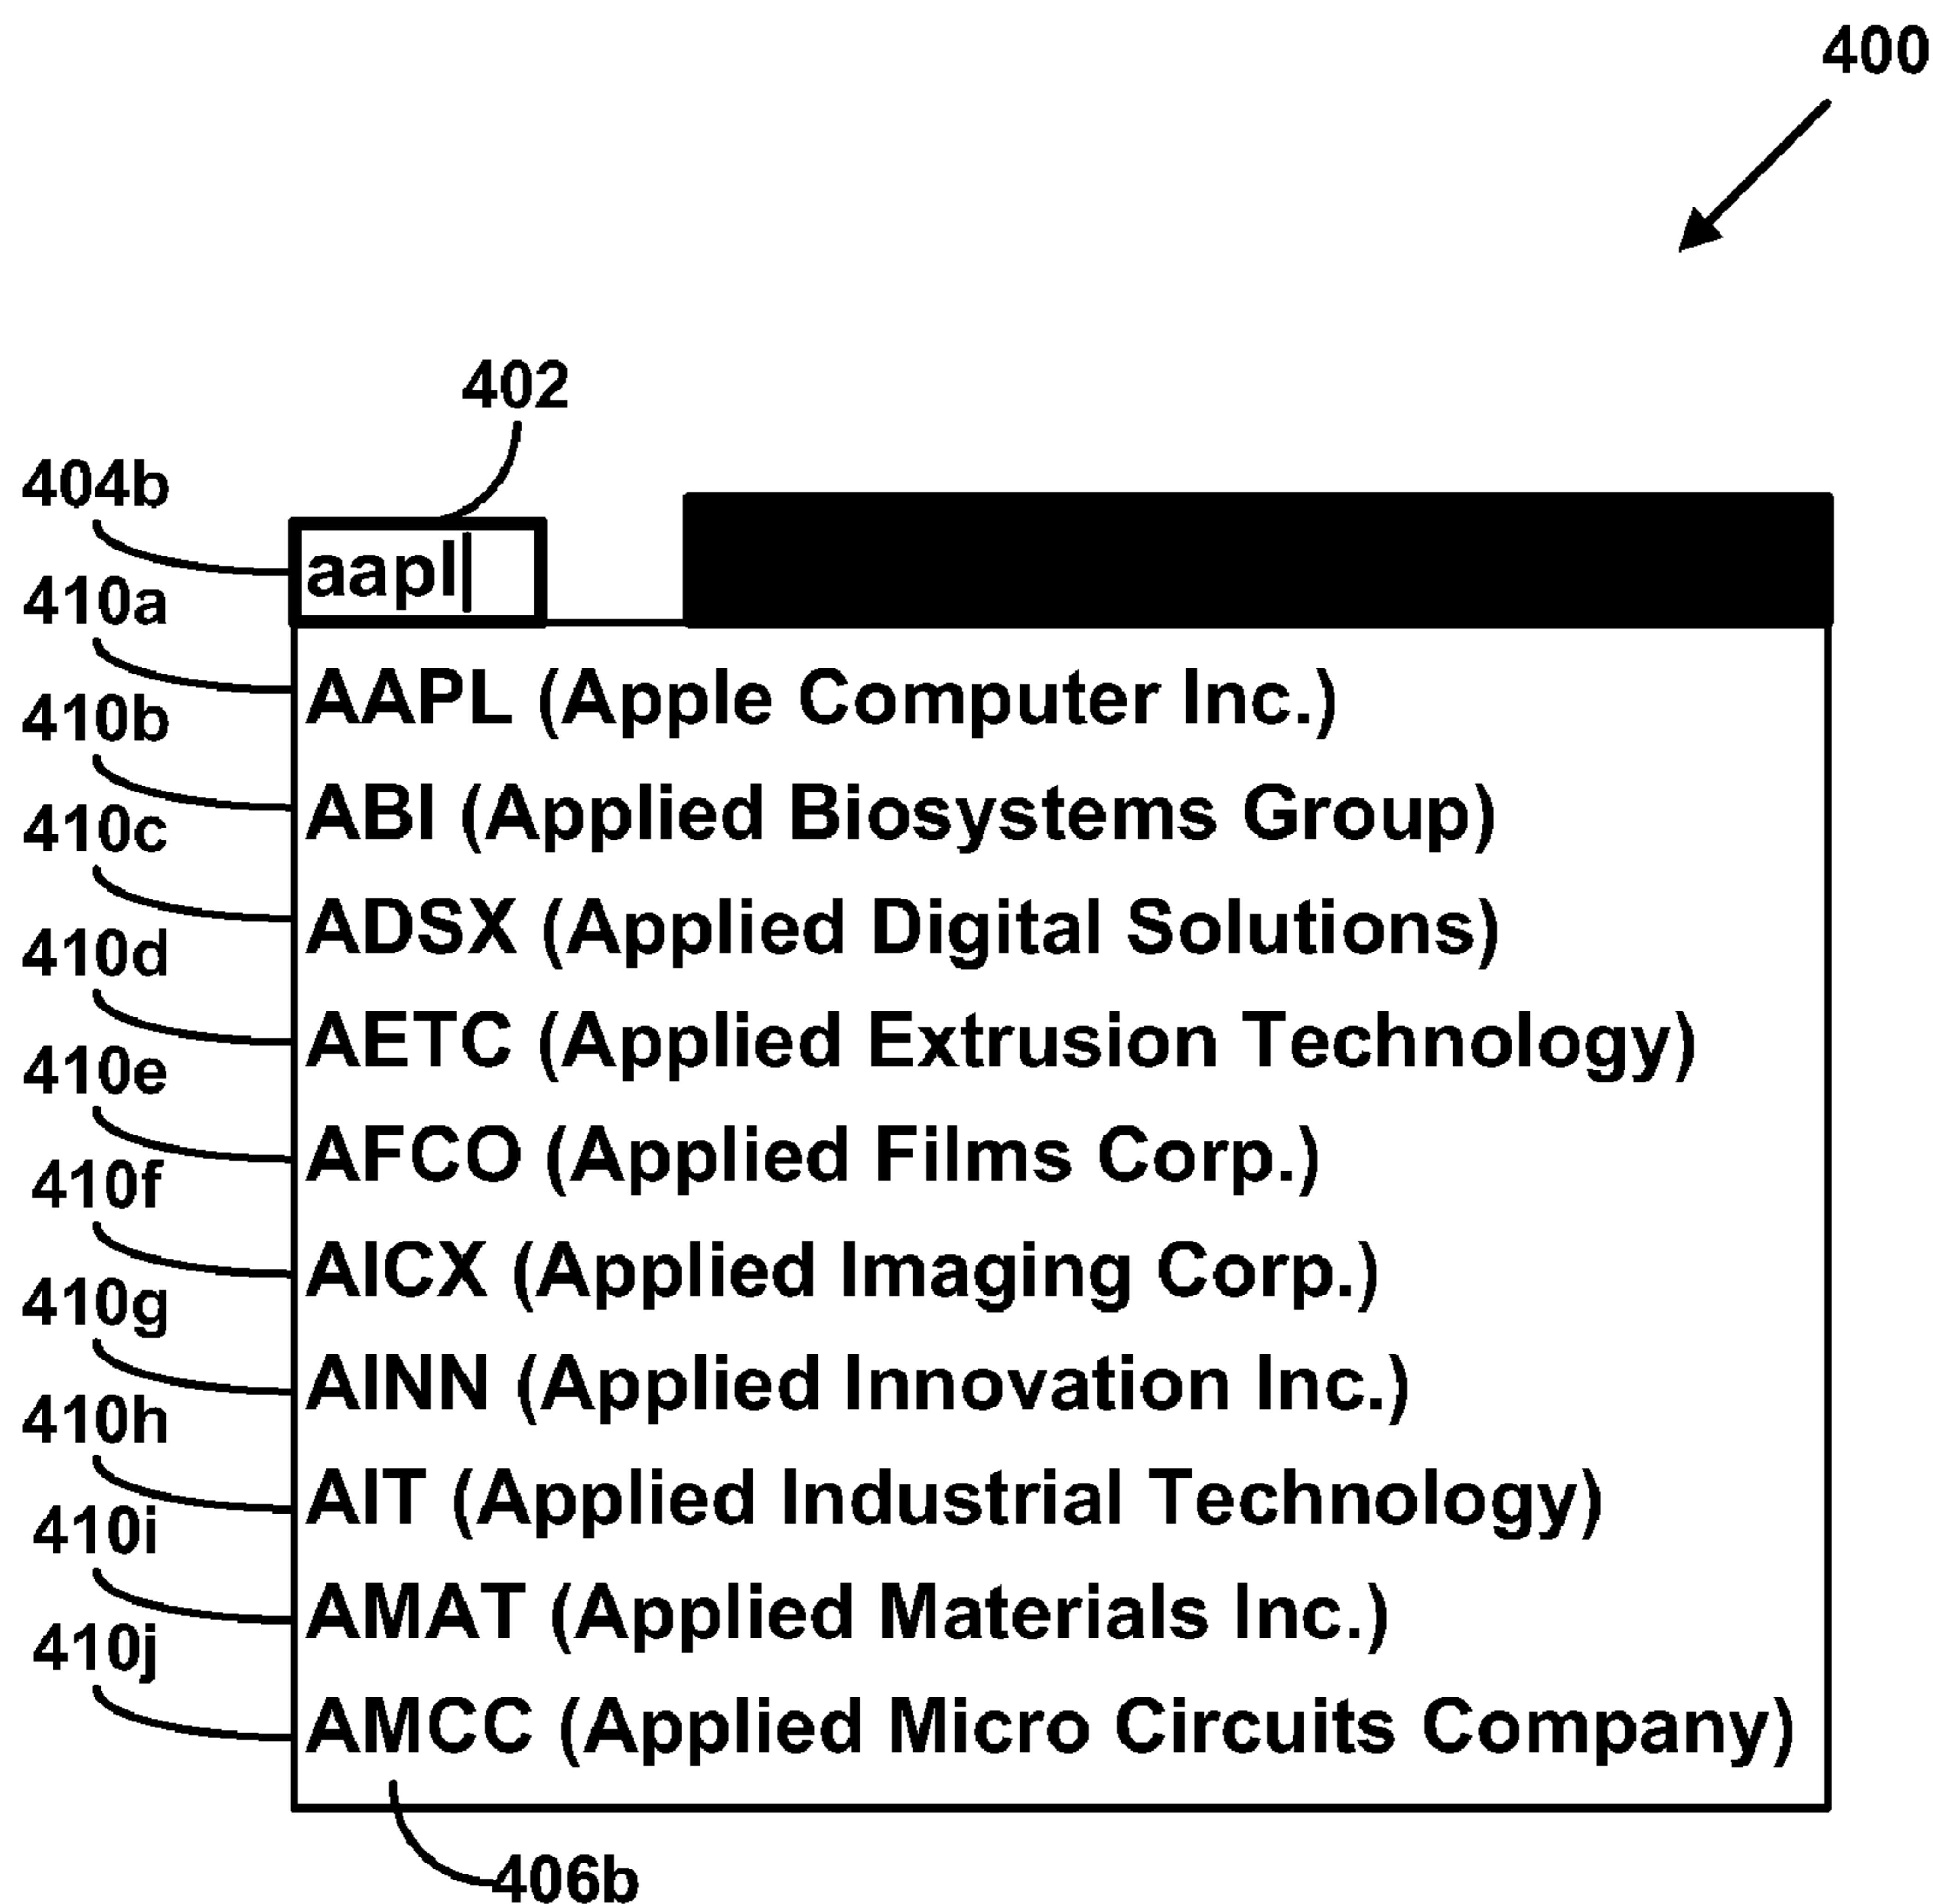 400
402
404b
aapl
410a
AAPL (Apple Computer Inc.)
410b
ABI (Applied Biosystems Group)
410c
ADSX (Applied Digital Solutions)
410d
AETC (Applied Extrusion Technology)
410e
AFCO (Applied Films Corp.)
410f
AICX (Applied Imaging Corp.)
410g
AINN (Applied Innovation Inc.)
410h
AIT (Applied Industrial Technology)
410i
AMAT (Applied Materials Inc.)
410j
AMCC (Applied Micro Circuits Company)
406b